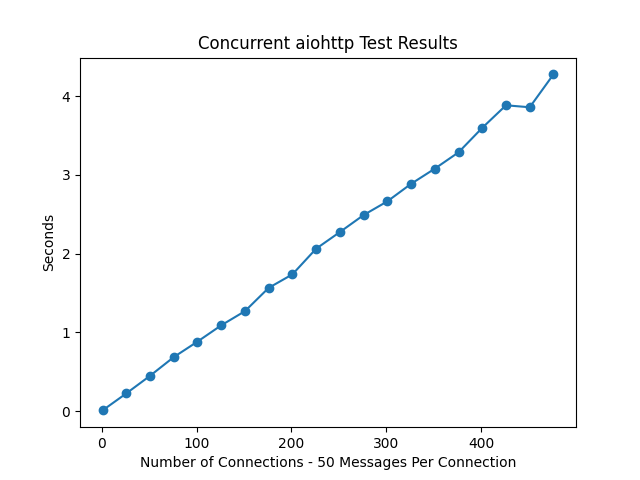 Concurrent aiohttp Test Results
4
3
2
1
0
Seconds
0 100 200 300 400
Number of Connections - 50 Messages Per Connection